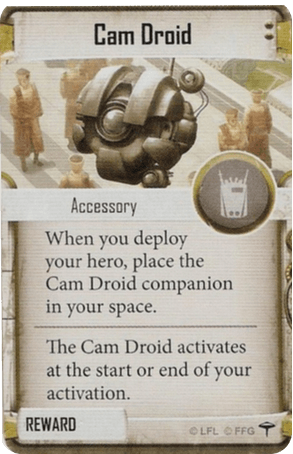 Cam Droid
Accessory
When you deploy
your hero, place the
Cam Droid companion
in your space.
The Cam Droid activates
at the start or end of your
activation.
REWARD
© LFL © FFG